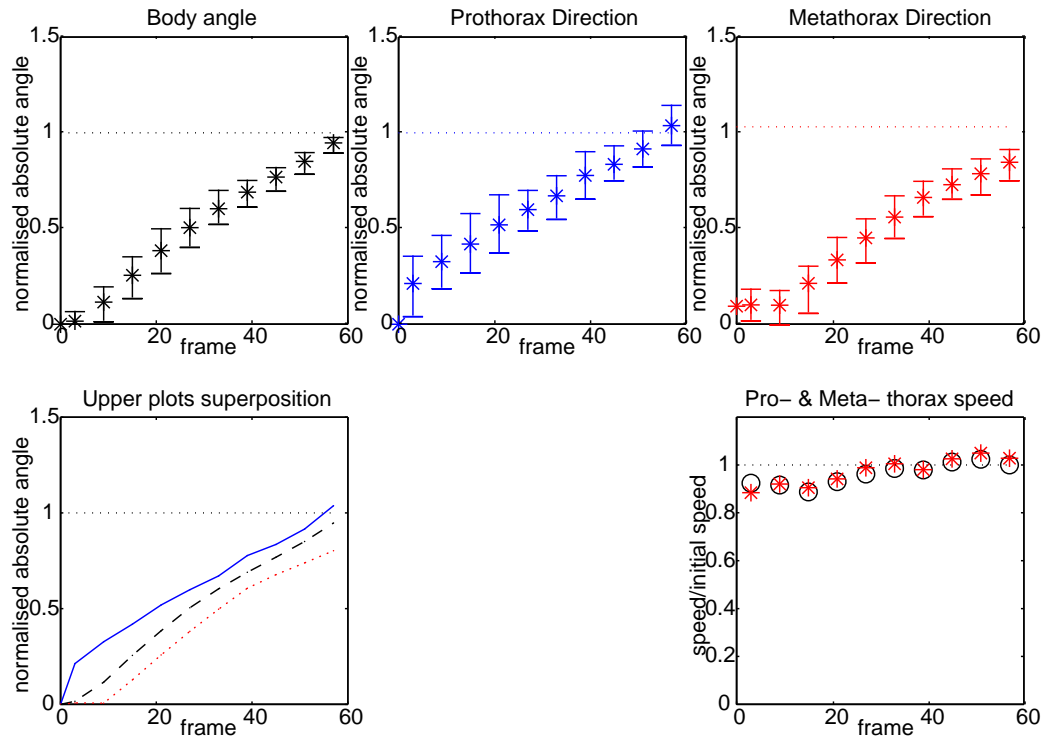 Body angle
Prothorax Direction
Metathorax Direction
1.5
1
0.5
0
normalised absolute angle
0
20
40
60
frame
1.5
1
0.5
0
normalised absolute angle
0
20
40
60
frame
1.5
1
0.5
0
normalised absolute angle
0
20
40
60
frame
Upper plots superposition
1.5
1
0.5
0
normalised absolute angle
0
20
40
60
frame
Pro− & Meta− thorax speed
1
0.8
0.6
0.4
0.2
0
speed/initial speed
0
20
40
60
frame